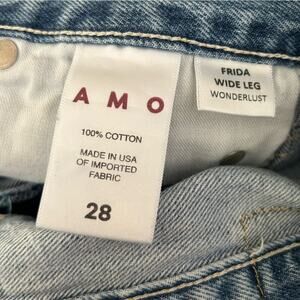 AMO
100% COTTON
MADE IN USA
OF IMPORTED
FABRIC
28
FRIDA
WIDE LEG
WONDERLUST